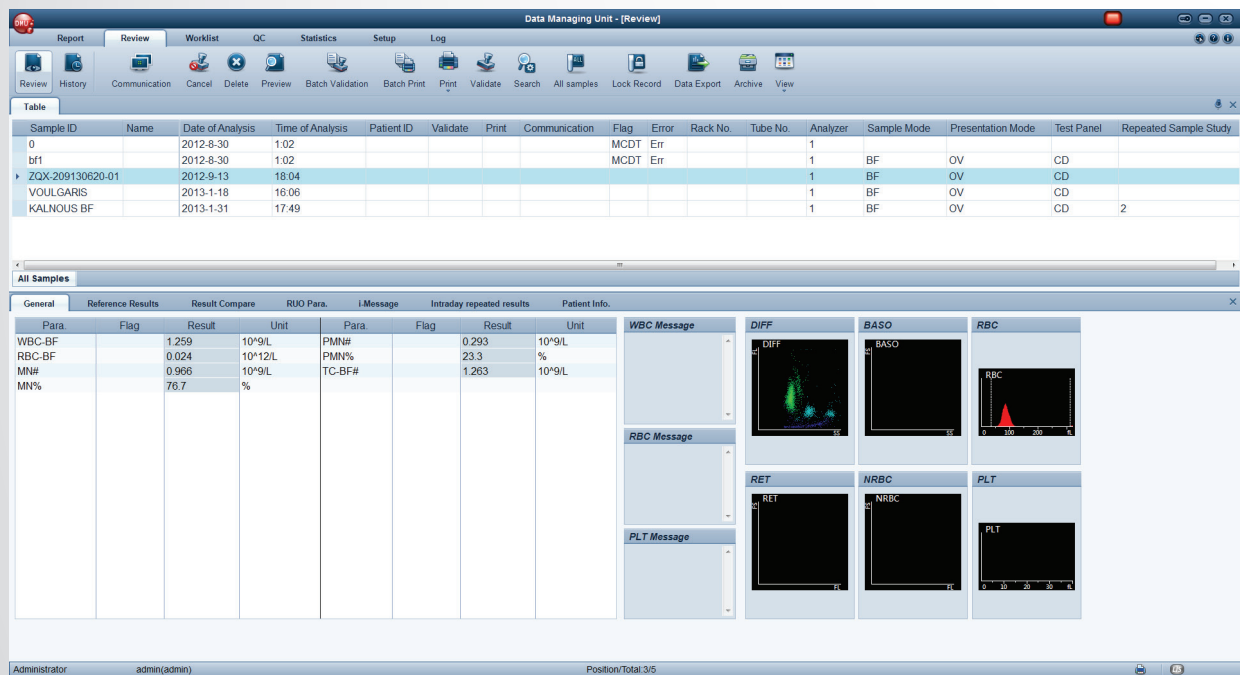 Data Managing Unit - [Review]
DMU
Report Review Worklist QC Statistics Setup Log
Review History Communication Cancel Delete Preview Batch Validation Batch Print Print Validate Search All samples Lock Record Data Export Archive View
Table
Sample ID Name Date of Analysis Time of Analysis Patient ID Validate Print Communication Flag Error Rack No. Tube No. Analyzer Sample Mode Presentation Mode Test Panel Repeated Sample Study
0 2012-8-30 1:02 MCDT Err 1
bf1 2012-8-30 1:02 MCDT Err 1 BF OV CD
ZQX-209130620-01 2012-9-13 18:04 1 BF OV CD
VOULGARIS 2013-1-18 16:06 1 BF OV CD
KALNOUS BF 2013-1-31 17:49 1 BF OV CD 2
All Samples
General Reference Results Result Compare RUO Para. i-Message Intraday repeated results Patient Info.
Para. Flag Result Unit Para. Flag Result Unit
WBC-BF 1.259 10^9/L PMN# 0.293 10^9/L
RBC-BF 0.024 10^12/L PMN% 23.3 %
MN# 0.966 10^9/L TC-BF# 1.263 10^9/L
MN% 76.7 %
WBC Message
RBC Message
PLT Message
DIFF BASO RBC
FL DIFF SS
FS BASO SS
RBC
0 100 200 fL
RET NRBC PLT
FS RET FL
FS NRBC FL
PLT
0 10 20 30 fL
Administrator admin(admin) Position/Total:3/5